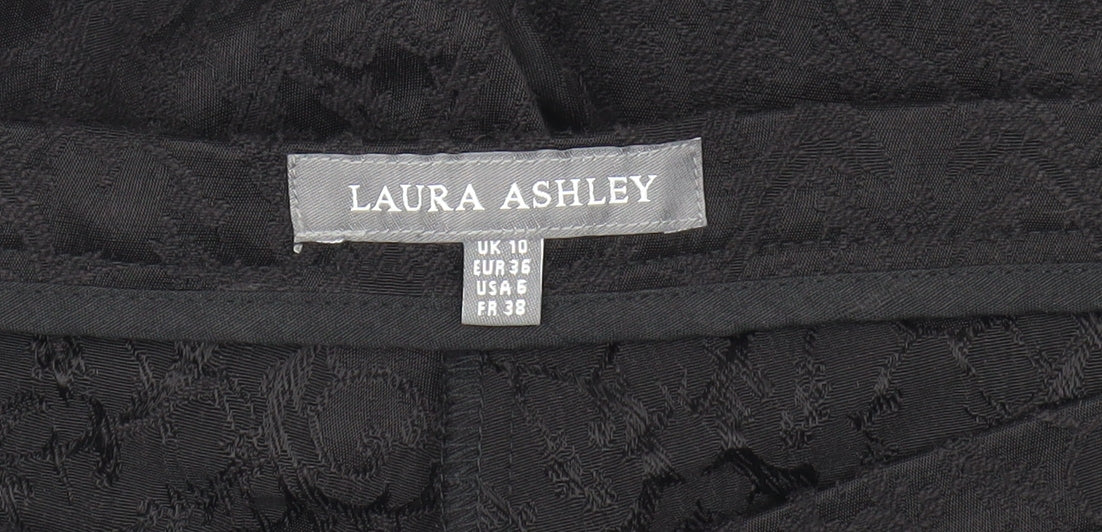 LAURA ASHLEY
UK 10
EUR 36
USA 6
FR 38